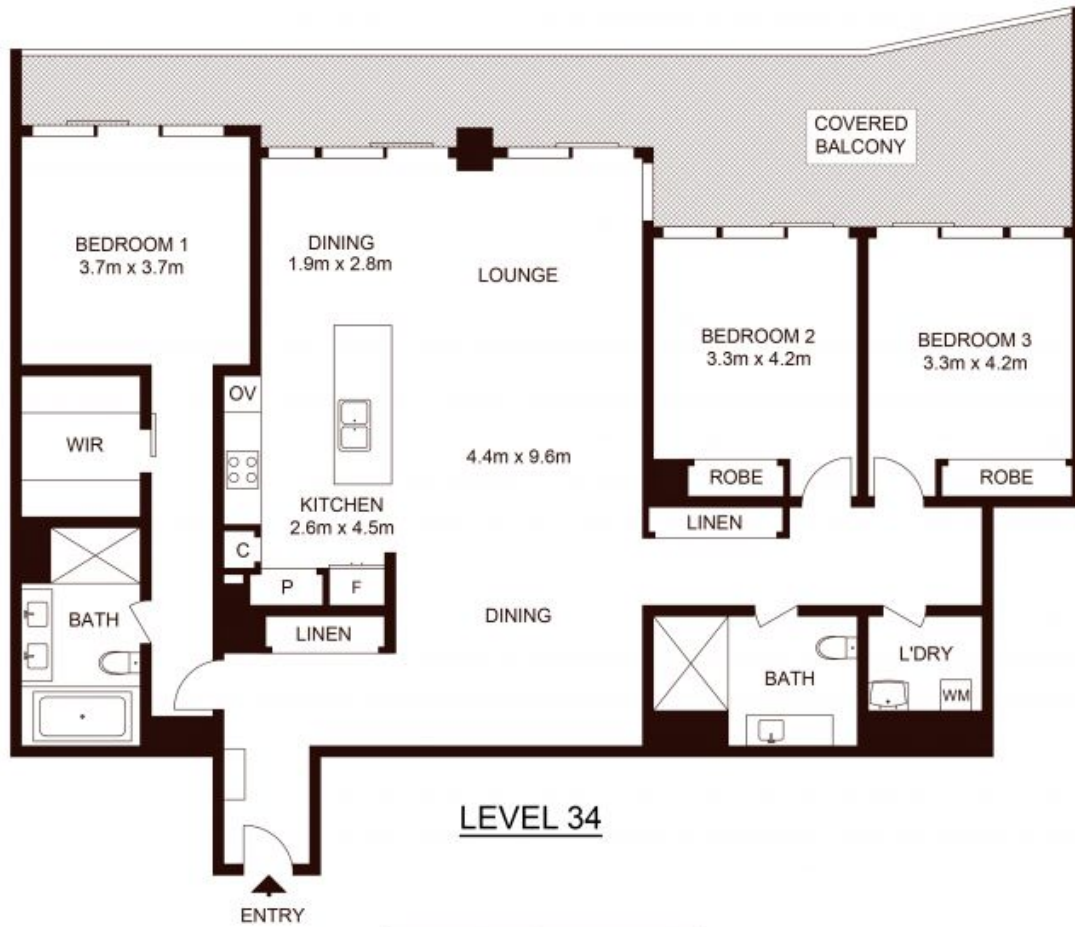 COVERED
BALCONY
BEDROOM 1
3.7m x 3.7m
DINING
1.9m x 2.8m
LOUNGE
BEDROOM 2
3.3m x 4.2m
BEDROOM 3
3.3m x 4.2m
OV
WIR
4.4m x 9.6m
ROBE
ROBE
KITCHEN
2.6m x 4.5m
LINEN
C
P
F
BATH
LINEN
DINING
BATH
L'DRY
WM
LEVEL 34
ENTRY